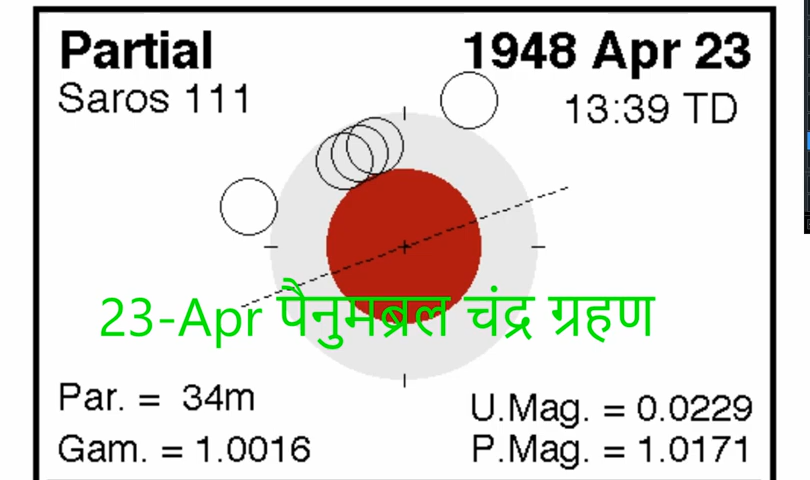 Partial 1948 Apr 23
Saros 111 13:39 TD
23-Apr पैनुमब्रल चंद्र ग्रहण
Par. = 34m U.Mag. = 0.0229
Gam. = 1.0016 P.Mag. = 1.0171